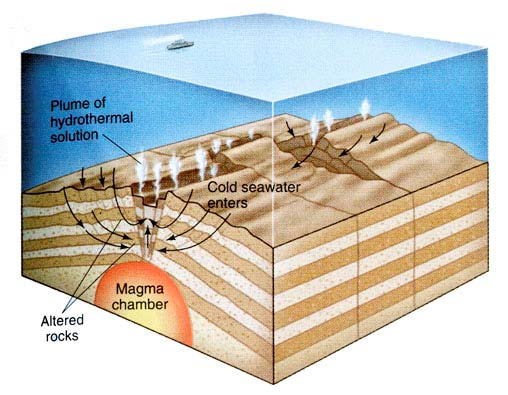 Plume of
hydrothermal
solution
Cold seawater
enters
Magma
chamber
Altered
rocks